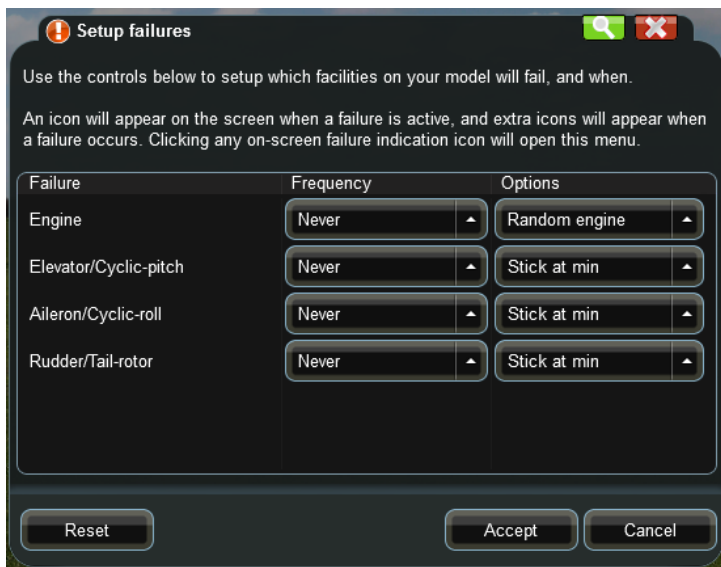 Setup failures
Use the controls below to setup which facilities on your model will fail, and when.
An icon will appear on the screen when a failure is active, and extra icons will appear when
a failure occurs. Clicking any on-screen failure indication icon will open this menu.
Failure Frequency Options
Engine Never Random engine
Elevator/Cyclic-pitch Never Stick at min
Aileron/Cyclic-roll Never Stick at min
Rudder/Tail-rotor Never Stick at min
Reset Accept Cancel